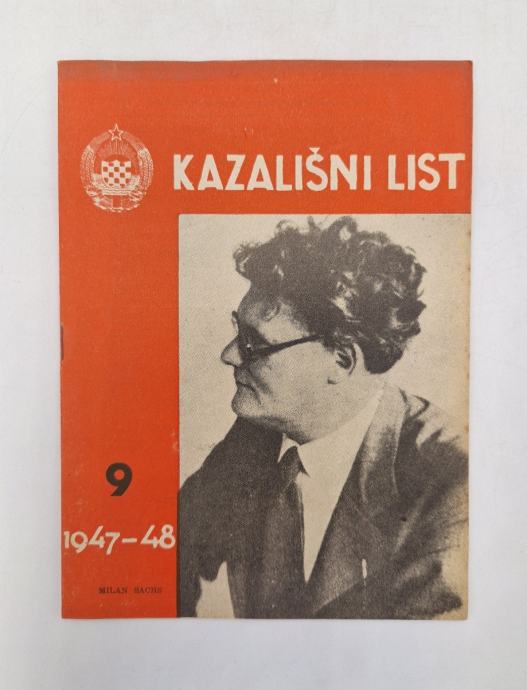 KAZALIŠNI LIST
9
1947-48
MILAN SACHS